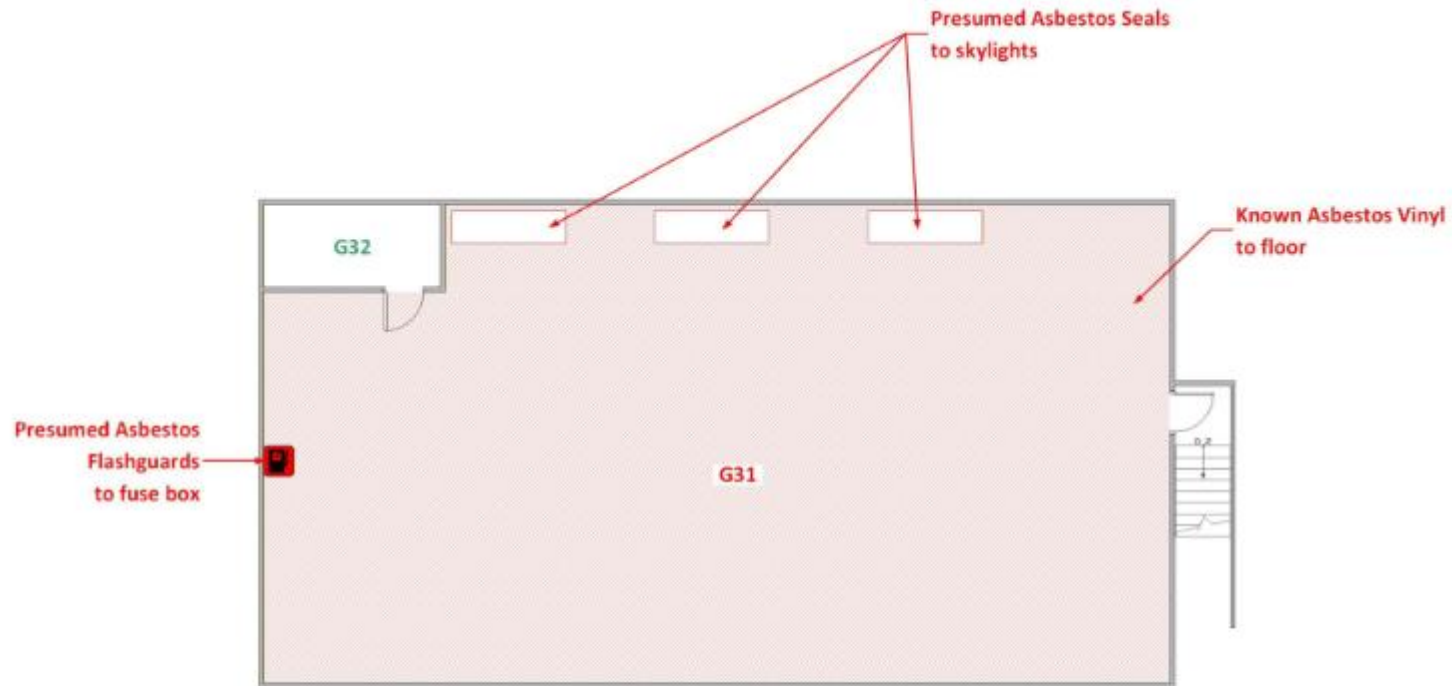 Presumed Asbestos Seals
to skylights
Known Asbestos Vinyl
to floor
G32
Presumed Asbestos
Flashguards
to fuse box
G31